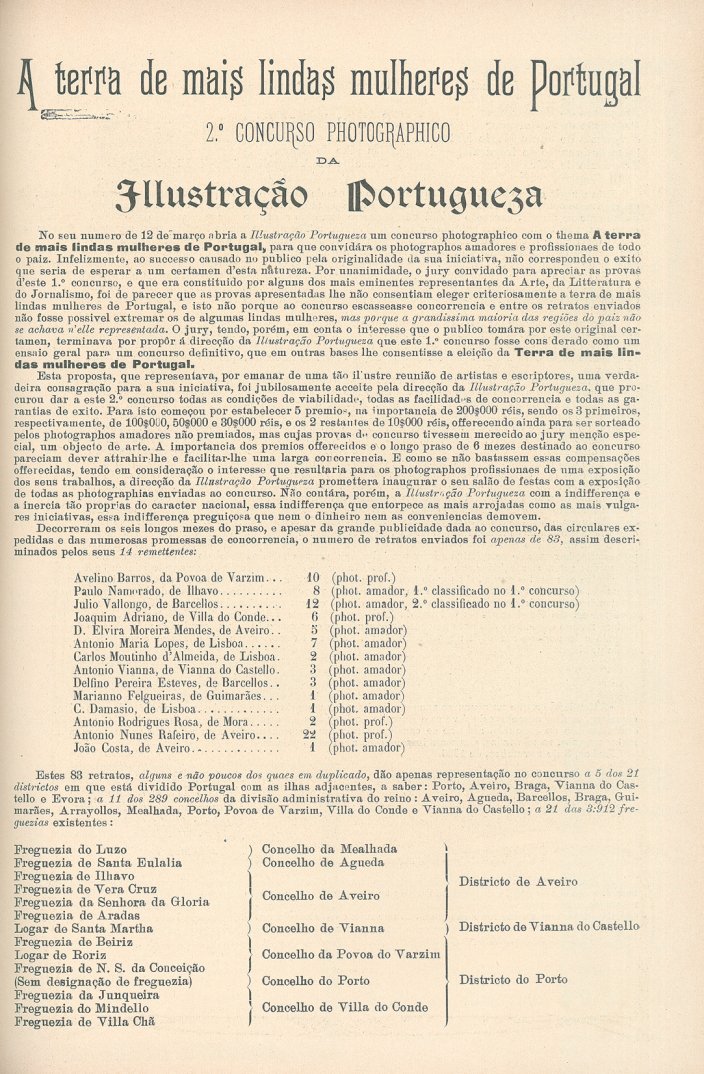 A terra de mais lindas mulheres de Portugal
2.º CONCURSO PHOTOGRAPHICO
DA
Illustração Portugueza
No seu numero de 12 de março abria a Illustração Portugueza um concurso photographico com o thema A terra
de mais lindas mulheres de Portugal, para que convidára os photographos amadores e profissionaes de todo
o paiz. Infelizmente, ao successo causado no publico pela originalidade da sua iniciativa, não correspondeu o exito
que seria de esperar a um certamen d'esta natureza. Por unanimidade, o jury convidado para apreciar as provas
d'este 1.º concurso, e que era constituido por alguns dos mais eminentes representantes da Arte, da Litteratura e
do Jornalismo, foi de parecer que as provas apresentadas lhe não consentiam eleger criteriosamente a terra de mais
lindas mulheres de Portugal, e isto não porque ao concurso escasseasse concorrencia e entre os retratos enviados
não fosse possivel extremar os de algumas lindas mulheres, mas porque a grandissima maioria das regiões do paiz não
se achava n'elle representada. O jury, tendo, porém, em conta o interesse que o publico tomára por este original cer-
tamen, terminava por propôr á direcção da Illustração Portugueza que este 1.º concurso fosse cons derado como um
ensaio geral para um concurso definitivo, que em outras bases lhe consentisse a eleição da Terra de mais lin-
das mulheres de Portugal.
Esta proposta, que representava, por emanar de uma tão illustre reunião de artistas e escriptores, uma verda-
deira consagração para a sua iniciativa, foi jubilosamente acceite pela direcção da Illustração Portugueza, que pro-
curou dar a este 2.º concurso todas as condições de viabilidade, todas as facilidades de concorrencia e todas as ga-
rantias de exito. Para isto começou por estabelecer 5 premios, na importancia de 200$000 réis, sendo os 3 primeiros,
respectivamente, de 100$000, 50$000 e 30$000 réis, e os 2 restantes de 10$000 réis, offerecendo ainda para ser sorteado
pelos photographos amadores não premiados, mas cujas provas de concurso tivessem merecido ao jury menção espe-
cial, um objecto de arte. A importancia dos premios offerecidos e o longo praso de 6 mezes destinado ao concurso
pareciam dever attrahir-lhe e facilitar-lhe uma larga concorrencia. E como se não bastassem essas compensações
offerecidas, tendo em consideração o interesse que resultaria para os photographos profissionaes de uma exposição
dos seus trabalhos, a direcção da Illustração Portugueza promettera inaugurar o seu salão de festas com a exposição
de todas as photographias enviadas ao concurso. Não contára, porém, a Illustração Portugueza com a indifferença e
a inercia tão proprias do caracter nacional, essa indifferença que entorpece as mais arrojadas como as mais vulga-
res iniciativas, essa indifferença preguiçosa que nem o dinheiro nem as conveniencias demovem.
Decorreram os seis longos mezes do praso, e apesar da grande publicidade dada ao concurso, das circulares ex-
pedidas e das numerosas promessas de concorrencia, o numero de retratos enviados foi apenas de 83, assim discri-
minados pelos seus 14 remettentes:
Avelino Barros, da Povoa de Varzim... 10 (phot. prof.)
Paulo Namorado, de Ilhavo.......... 8 (phot. amador, 1.º classificado no 1.º concurso)
Julio Vallongo, de Barcellos.......... 12 (phot. amador, 2.º classificado no 1.º concurso)
Joaquim Adriano, de Villa do Conde... 6 (phot. prof.)
D. Elvira Moreira Mendes, de Aveiro.. 5 (phot. amador)
Antonio Maria Lopes, de Lisboa...... 7 (phot. amador)
Carlos Moutinho d'Almeida, de Lisboa. 2 (phot. amador)
Antonio Vianna, de Vianna do Castello. 3 (phot. amador)
Delfino Pereira Esteves, de Barcellos.. 3 (phot. amador)
Marianno Felgueiras, de Guimarães... 1 (phot. amador)
C. Damasio, de Lisboa............. 1 (phot. amador)
Antonio Rodrigues Rosa, de Mora..... 2 (phot. prof.)
Antonio Nunes Rafeiro, de Aveiro.... 22 (phot. prof.)
João Costa, de Aveiro.............. 1 (phot. amador)
Estes 83 retratos, alguns e não poucos dos quaes em duplicado, dão apenas representação no concurso a 5 dos 21
districtos em que está dividido Portugal com as ilhas adjacentes, a saber: Porto, Aveiro, Braga, Vianna do Cas-
tello e Evora; a 11 dos 289 concelhos da divisão administrativa do reino: Aveiro, Agueda, Barcellos, Braga, Gui-
marães, Arrayollos, Mealhada, Porto, Povoa de Varzim, Villa do Conde e Vianna do Castello; a 21 das 3:912 fre-
guezias existentes:
Freguezia do Luzo ) Concelho da Mealhada
Freguezia de Santa Eulalia ) Concelho de Agueda
Freguezia de Ilhavo
Freguezia de Vera Cruz Districto de Aveiro
Freguezia da Senhora da Gloria Concelho de Aveiro
Freguezia de Aradas
Logar de Santa Martha ) Concelho de Vianna ) Districto de Vianna do Castello
Freguezia de Beiriz
Logar de Roriz Concelho da Povoa do Varzim
Freguezia de N. S. da Conceição
(Sem designação de freguezia) ) Concelho do Porto Districto do Porto
Freguezia da Junqueira
Freguezia do Mindello Concelho de Villa do Conde
Freguezia de Villa Chã